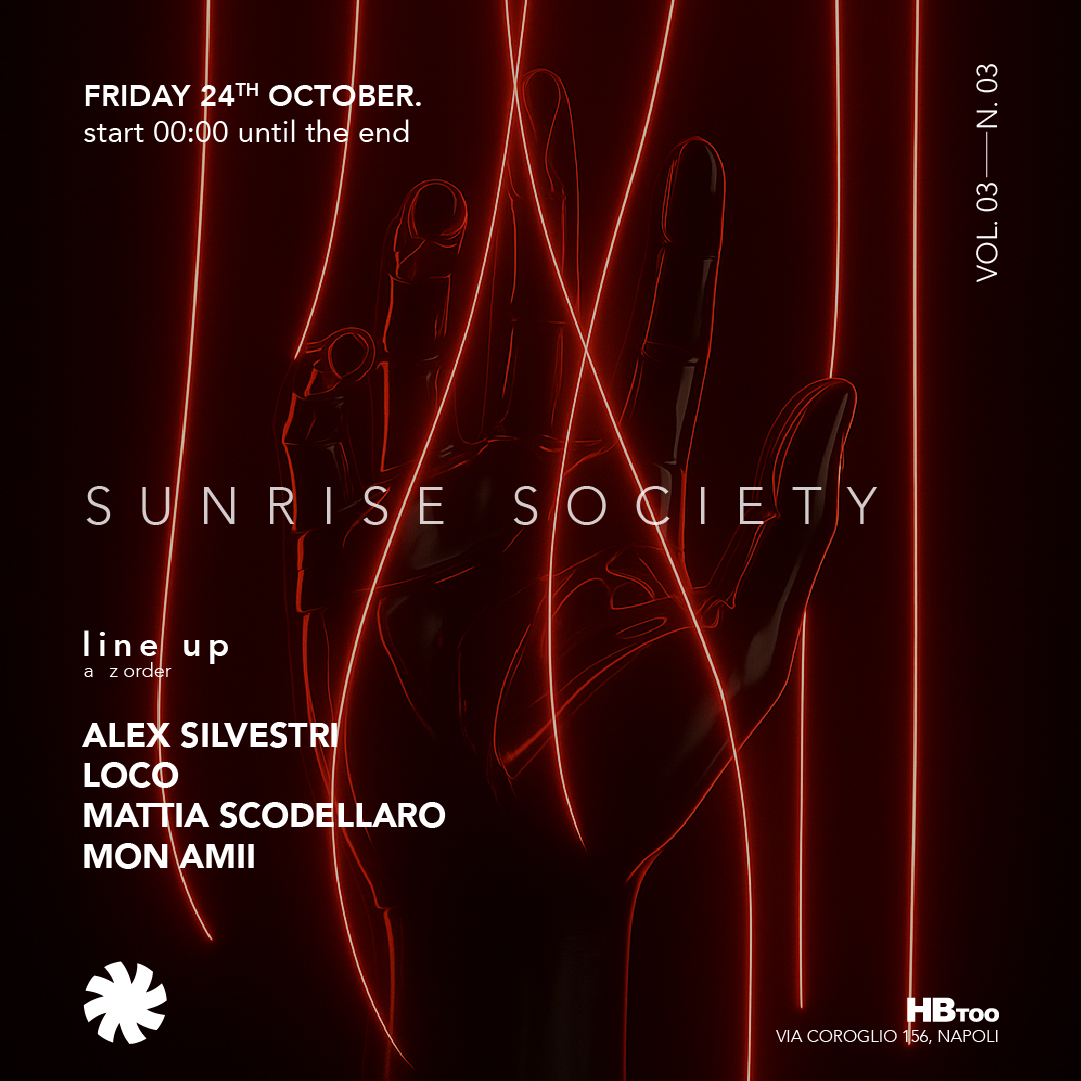 FRIDAY 24TH OCTOBER.
start 00:00 until the end
VOL. 03 — N. 03
SUNRISE SOCIETY
line up
a z order
ALEX SILVESTRI
LOCO
MATTIA SCODELLARO
MON AMII
HBTOO
VIA COROGLIO 156, NAPOLI